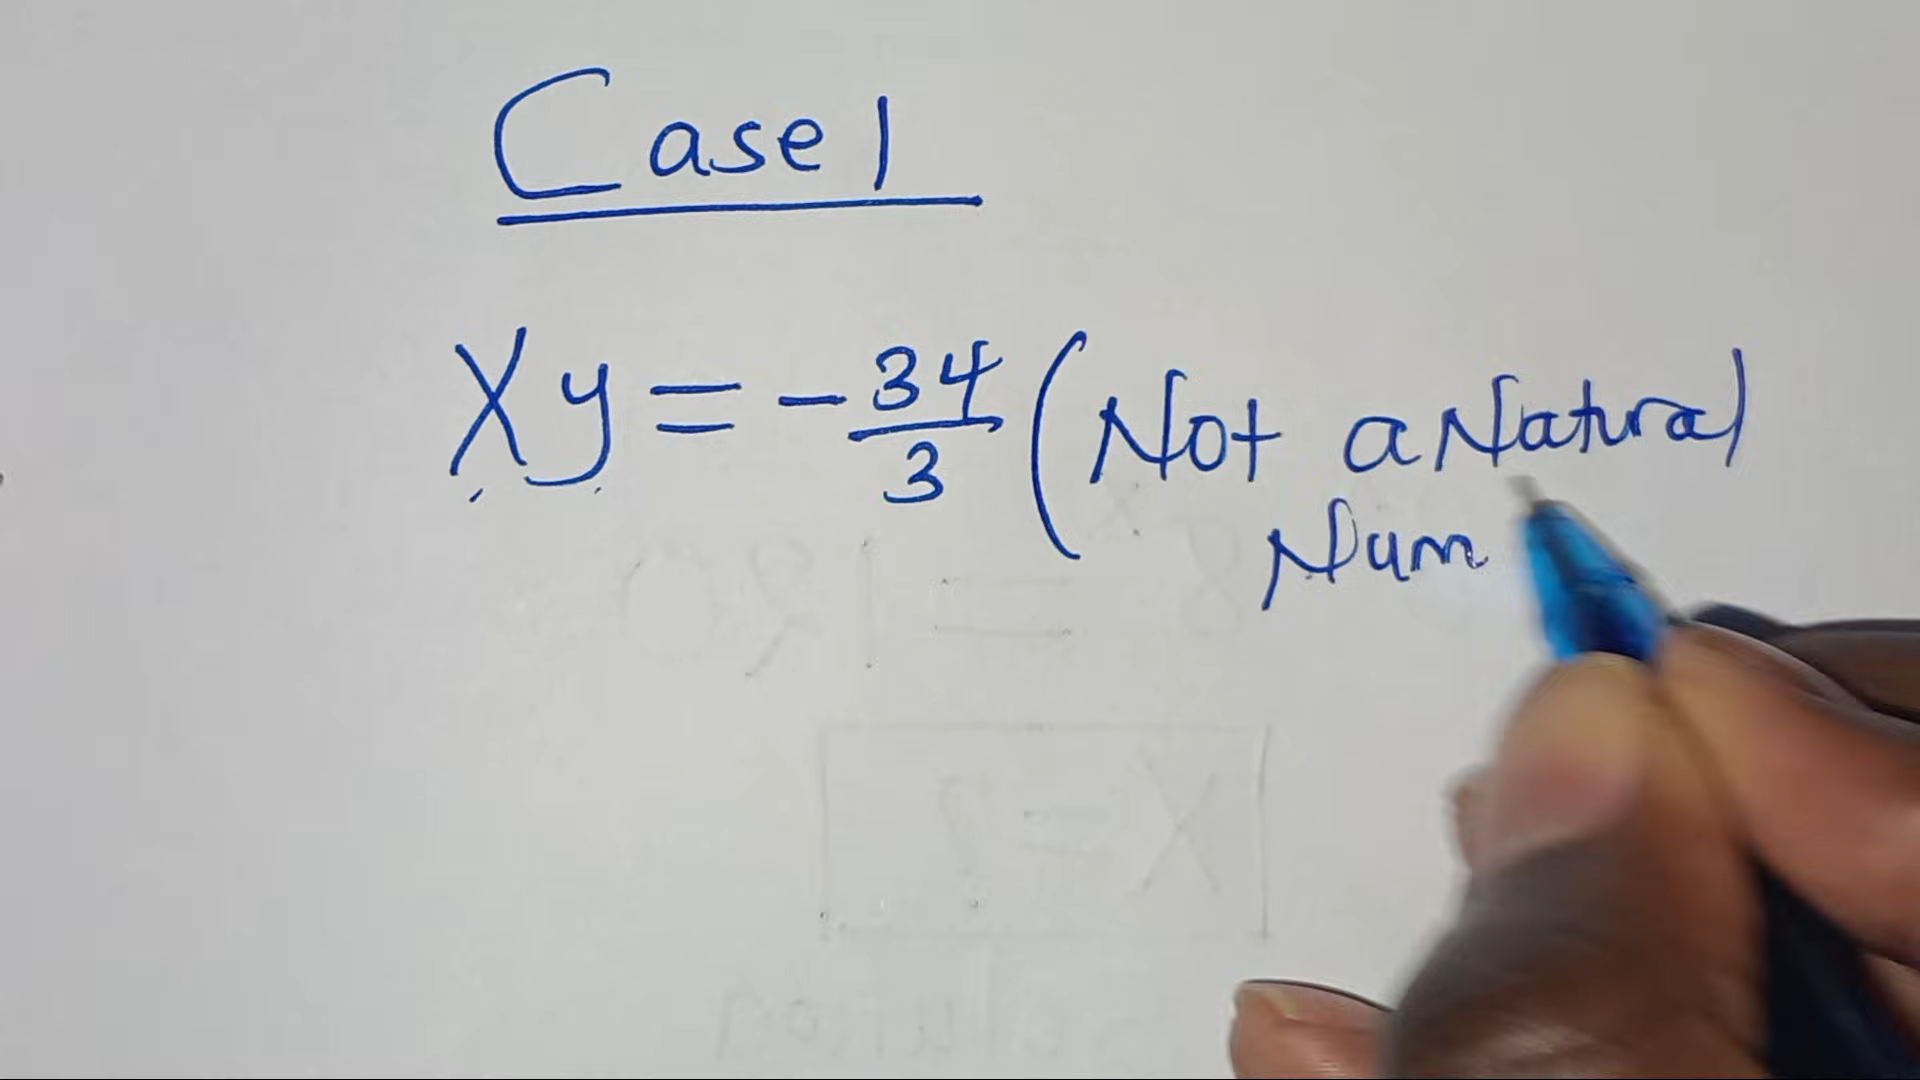 Case 1
Xy = -34/3 (Not a Natural
Num